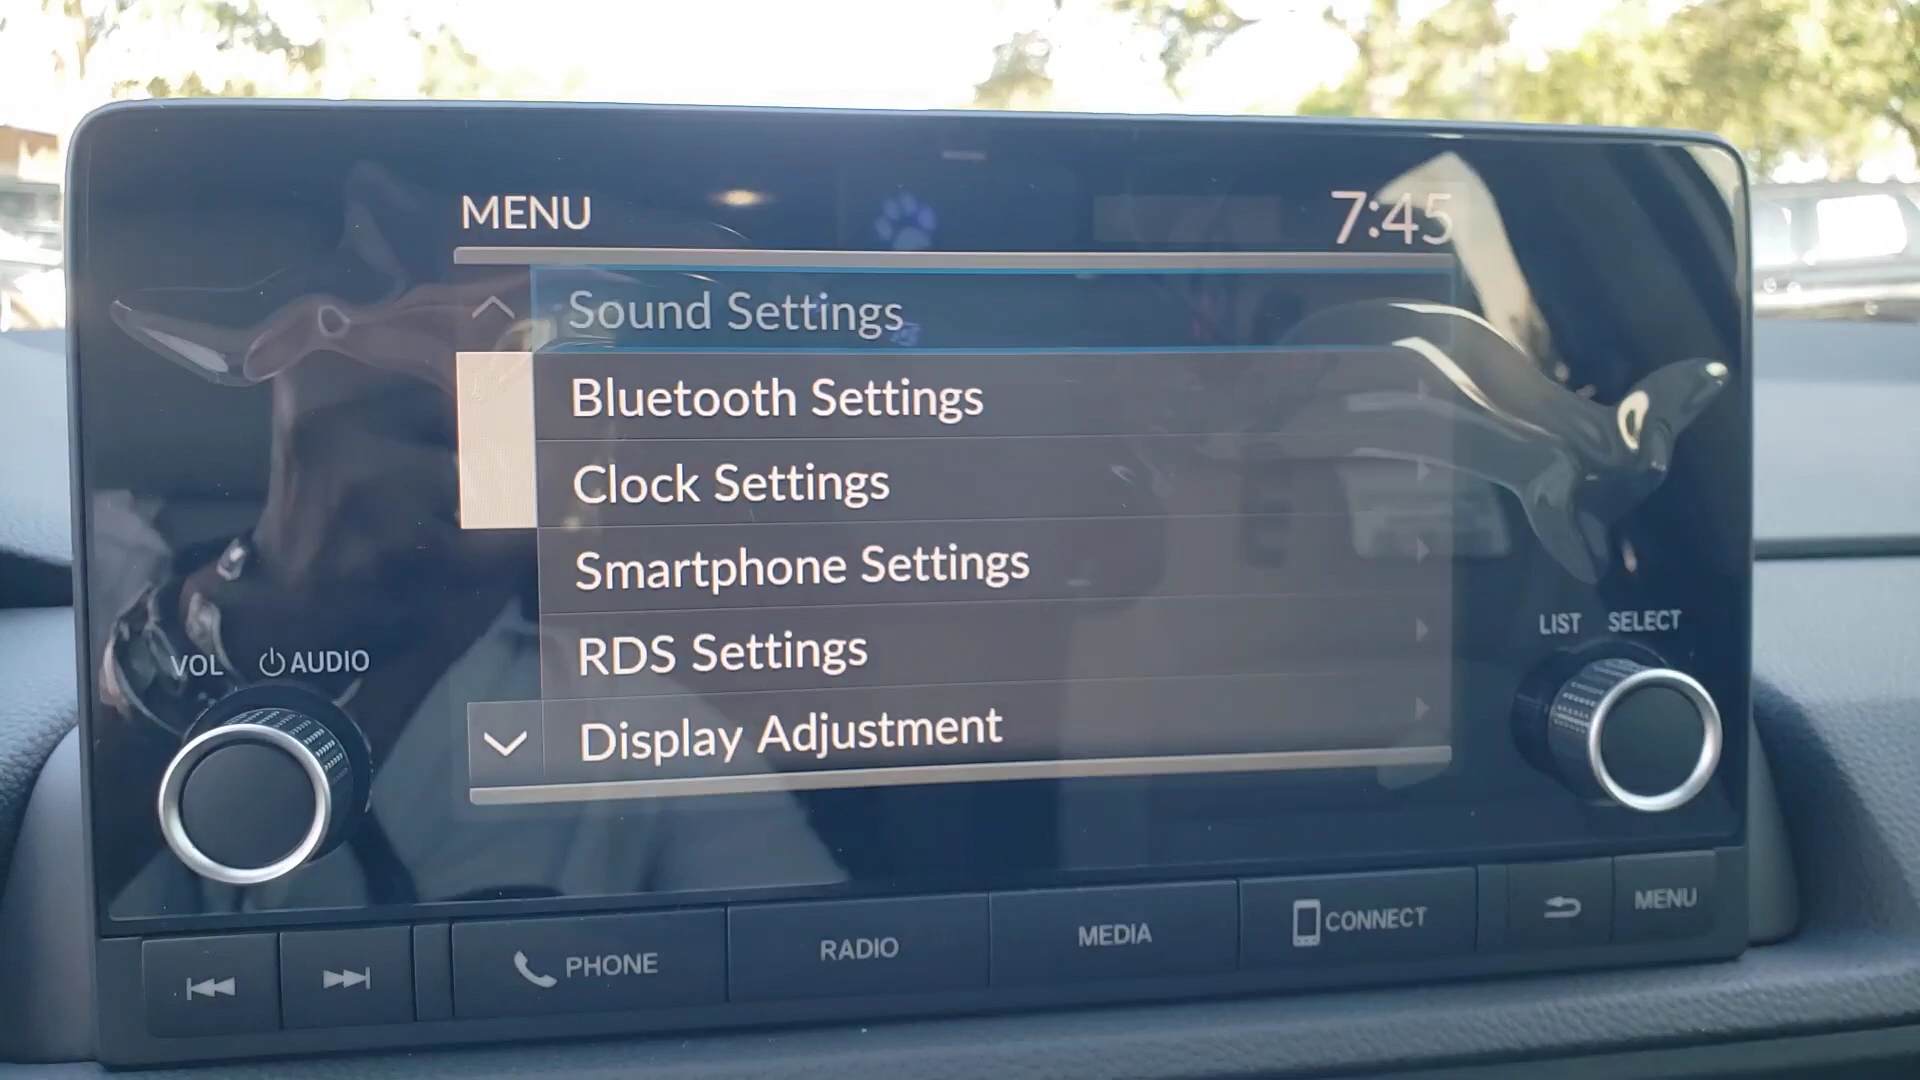 MENU
7:45
Sound Settings
Bluetooth Settings
Clock Settings
Smartphone Settings
RDS Settings
Display Adjustment
VOL AUDIO
LIST SELECT
PHONE
RADIO
MEDIA
CONNECT
MENU